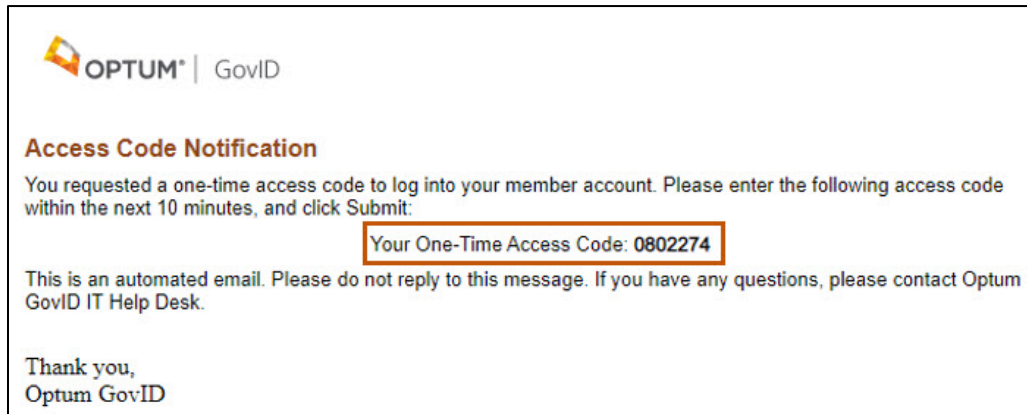 OPTUM® | GovID
Access Code Notification
You requested a one-time access code to log into your member account. Please enter the following access code
within the next 10 minutes, and click Submit:
Your One-Time Access Code: 0802274
This is an automated email. Please do not reply to this message. If you have any questions, please contact Optum
GovID IT Help Desk.
Thank you,
Optum GovID